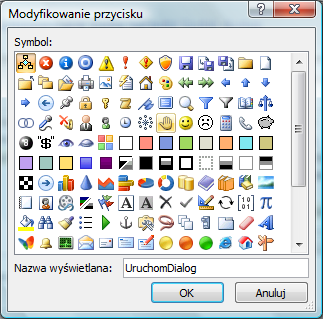 Modyfikowanie przycisku
Symbol:
Nazwa wyświetlana: UruchomDialog
OK Anuluj